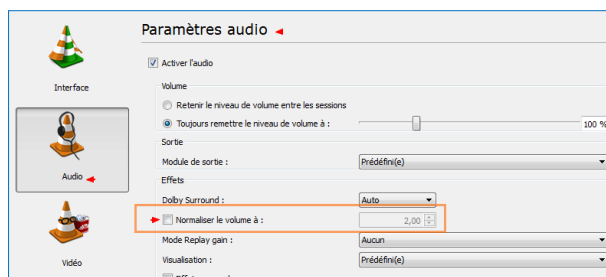 Paramètres audio
Interface
Audio
Vidéo
Activer l'audio
Volume
Retenir le niveau de volume entre les sessions
Toujours remettre le niveau de volume à :
100 %
Sortie
Module de sortie :
Prédéfini(e)
Effets
Dolby Surround :
Auto
Normaliser le volume à :
2,00
Mode Replay gain :
Aucun
Visualisation :
Prédéfini(e)